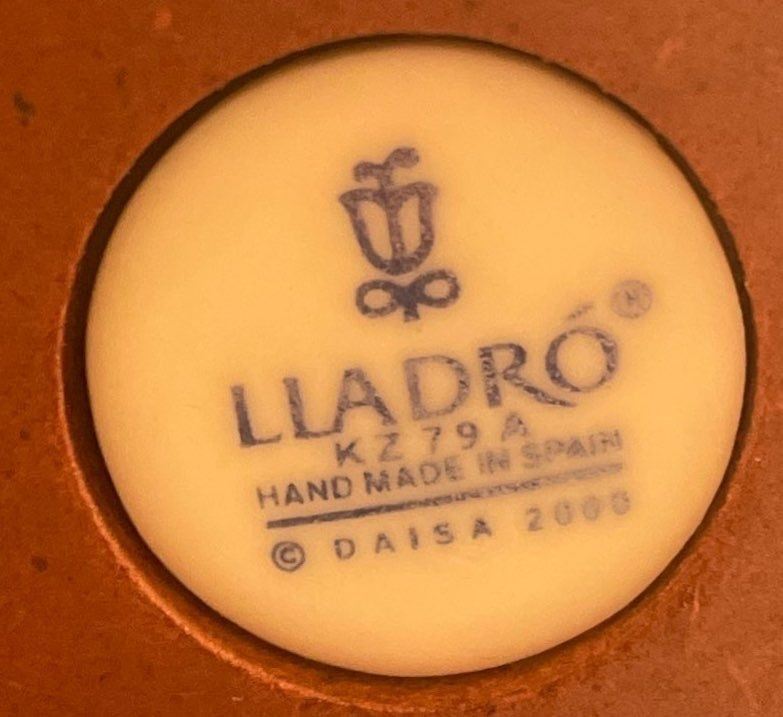 LLADRÓ®
KZ79A
HAND MADE IN SPAIN
© DAISA 2000